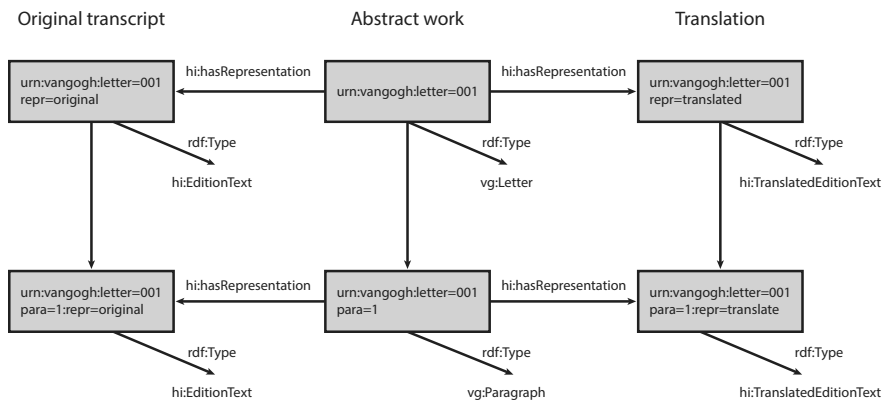 Original transcript
Abstract work
Translation
hi:hasRepresentation
hi:hasRepresentation
urn:vangogh:letter=001
repr=original
urn:vangogh:letter=001
urn:vangogh:letter=001
repr=translated
rdf:Type
rdf:Type
rdf:Type
hi:EditionText
vg:Letter
hi:TranslatedEditionText
hi:hasRepresentation
hi:hasRepresentation
urn:vangogh:letter=001
para=1:repr=original
urn:vangogh:letter=001
para=1
urn:vangogh:letter=001
para=1:repr=translate
rdf:Type
rdf:Type
rdf:Type
hi:EditionText
vg:Paragraph
hi:TranslatedEditionText